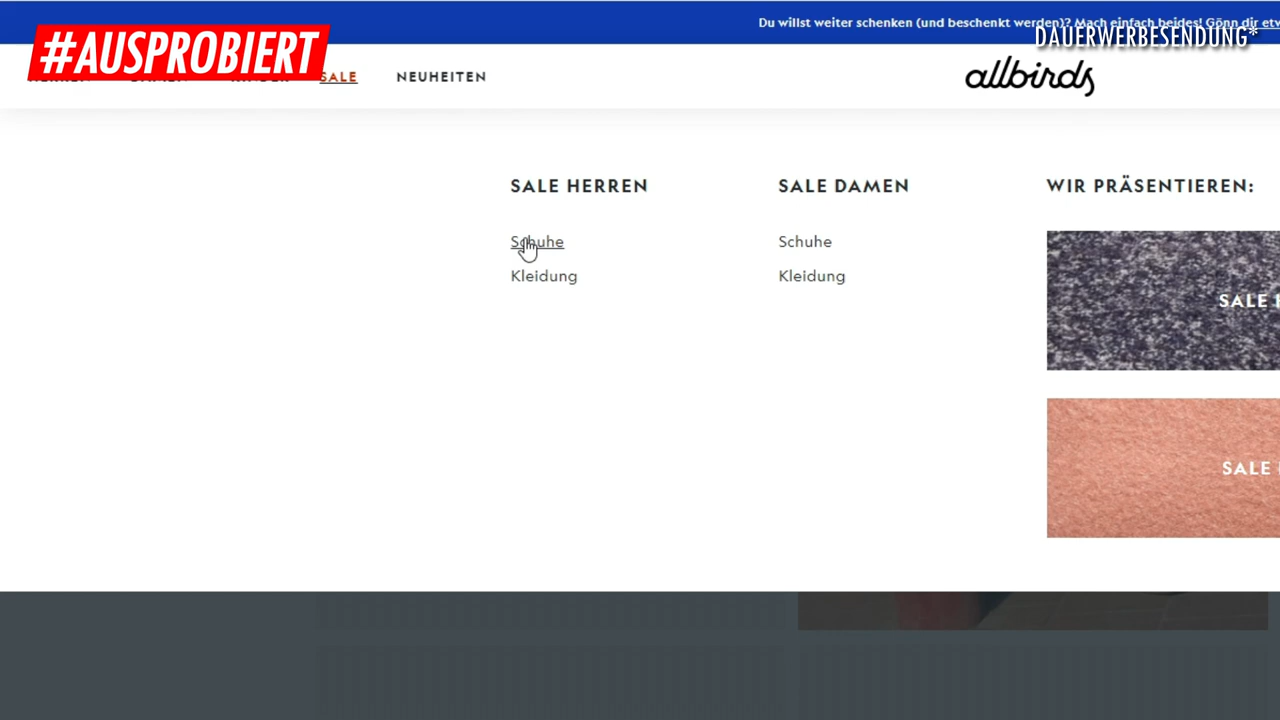 Du willst weiter schenken (und beschenkt werden)? Mach einfach beides! Gönn dir
#AUSPROBIERT
DAUERWERBESENDUNG*
SALE
NEUHEITEN
allbirds
SALE HERREN
SALE DAMEN
WIR PRÄSENTIEREN:
Schuhe
Schuhe
Kleidung
Kleidung
SALE
SALE